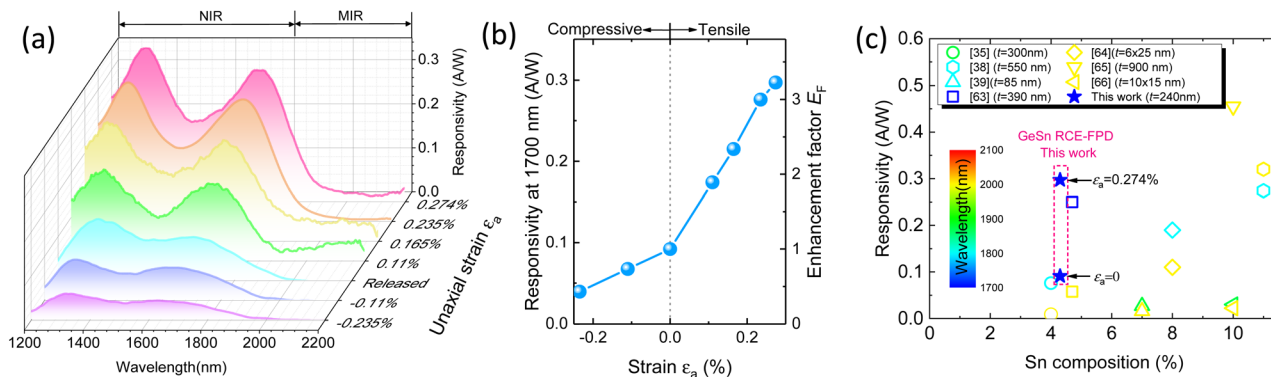 (a)
NIR
MIR
0.3
0.2
0.1
0.0
Responsivity (A/W)
0.274%
0.235%
0.165%
0.11%
Released
-0.11%
-0.235%
Unaxial strain εa
1200
1400
1600
1800
2000
2200
Wavelength(nm)
(b)
Compressive
Tensile
Responsivity at 1700 nm (A/W)
0.3
0.2
0.1
0.0
-0.2
0.0
0.2
Strain εa (%)
3
2
1
0
Enhancement factor EF
(c)
Responsivity (A/W)
0.6
0.5
0.4
0.3
0.2
0.1
0.0
[35] (t=300nm)
[64](t=6x25 nm)
[38] (t=550 nm)
[65] (t=900 nm)
[39](t=85 nm)
[66] (t=10x15 nm)
[63] (t=390 nm)
This work (t=240nm)
GeSn RCE-FPD
This work
Wavelength(nm)
2100
2000
1900
1800
1700
εa=0.274%
εa=0
0
2
4
6
8
10
Sn composition (%)